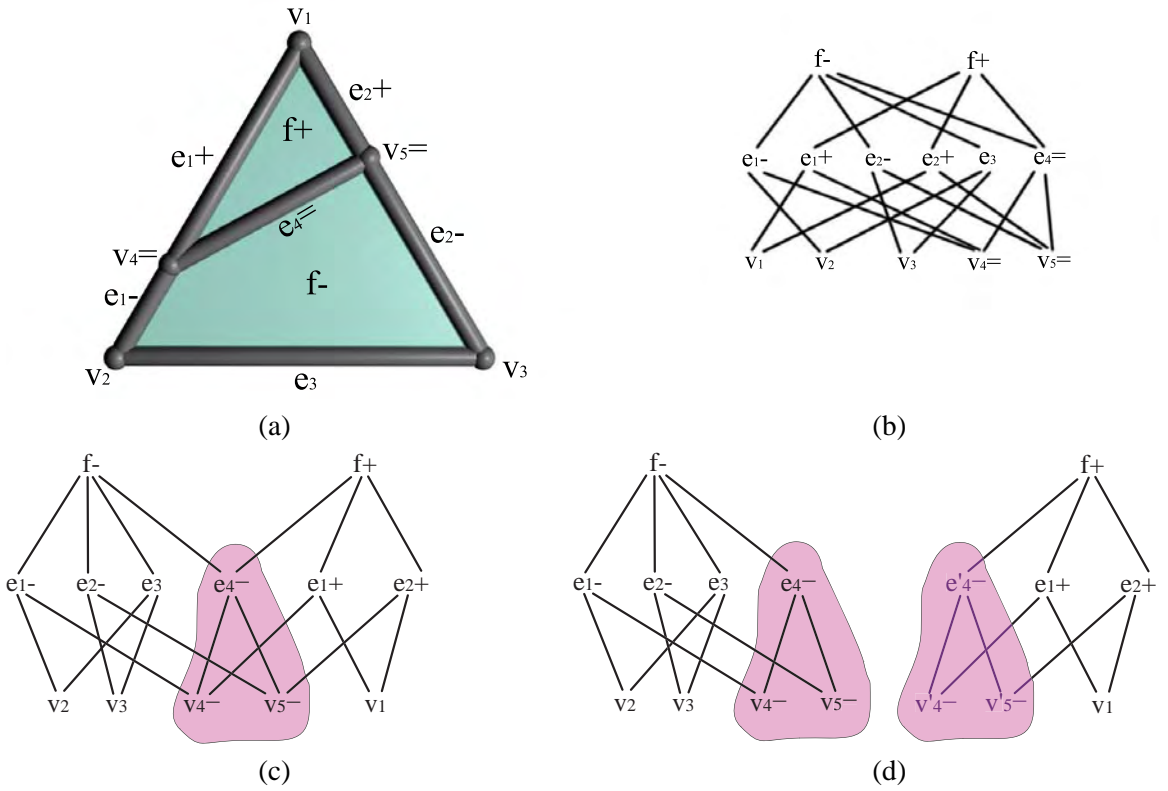 v1
e2+
f+
e1+
v5=
e4=
e2-
v4=
f-
e1-
v2
v3
e3
(a)
f- f+
e1- e1+ e2- e2+ e3 e4=
v1 v2 v3 v4= v5=
(b)
f- f+
e1- e2- e3 e4− e1+ e2+
v2 v3 v4− v5− v1
(c)
f- f+
e1- e2- e3 e4− e'4− e1+ e2+
v2 v3 v4− v5− v'4− v'5− v1
(d)